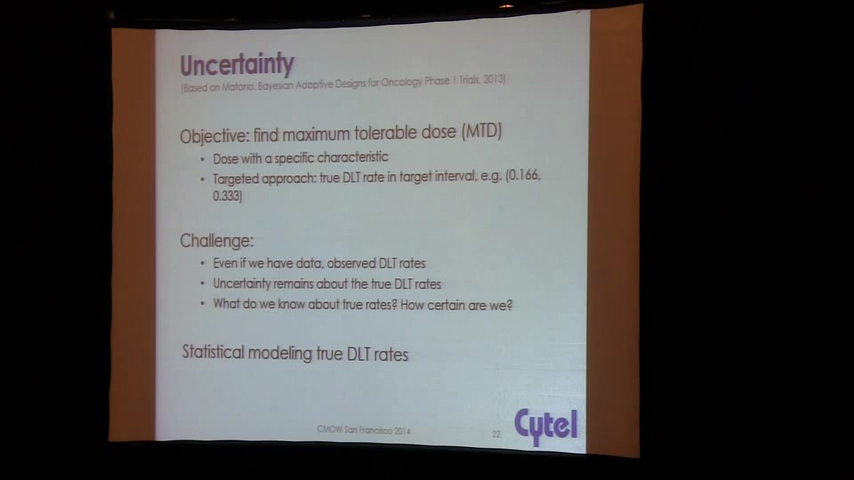 Uncertainty
(Based on Matano. Bayesian Adaptive Designs for Oncology Phase I Trials, 2013)
Objective: find maximum tolerable dose (MTD)
• Dose with a specific characteristic
• Targeted approach: true DLT rate in target interval, e.g. (0.166,
0.333)
Challenge:
• Even if we have data, observed DLT rates
• Uncertainty remains about the true DLT rates
• What do we know about true rates? How certain are we?
Statistical modeling true DLT rates
San Francisco 2014
22
Cytel